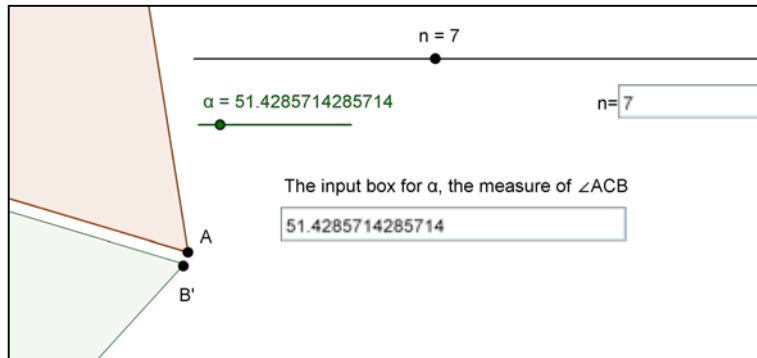 n = 7
α = 51.4285714285714
n= 7
The input box for α, the measure of ∠ACB
51.4285714285714
A
B'